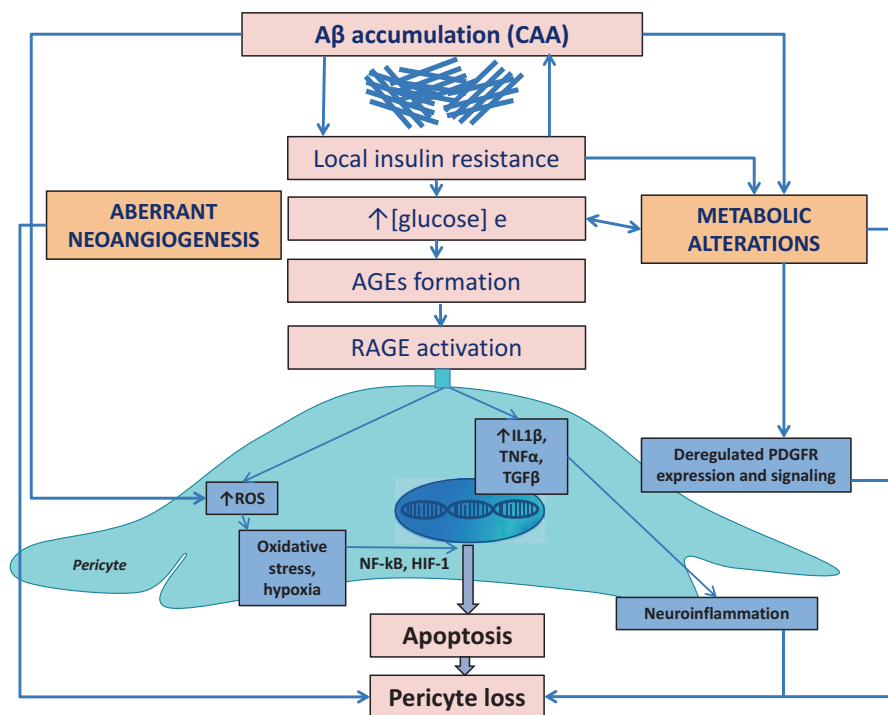 Aβ accumulation (CAA)
Local insulin resistance
ABERRANT
NEOANGIOGENESIS
↑[glucose] e
METABOLIC
ALTERATIONS
AGEs formation
RAGE activation
↑IL1β,
TNFα,
TGFβ
Deregulated PDGFR
expression and signaling
↑ROS
Pericyte
Oxidative
stress,
hypoxia
NF-kB, HIF-1
Neuroinflammation
Apoptosis
Pericyte loss